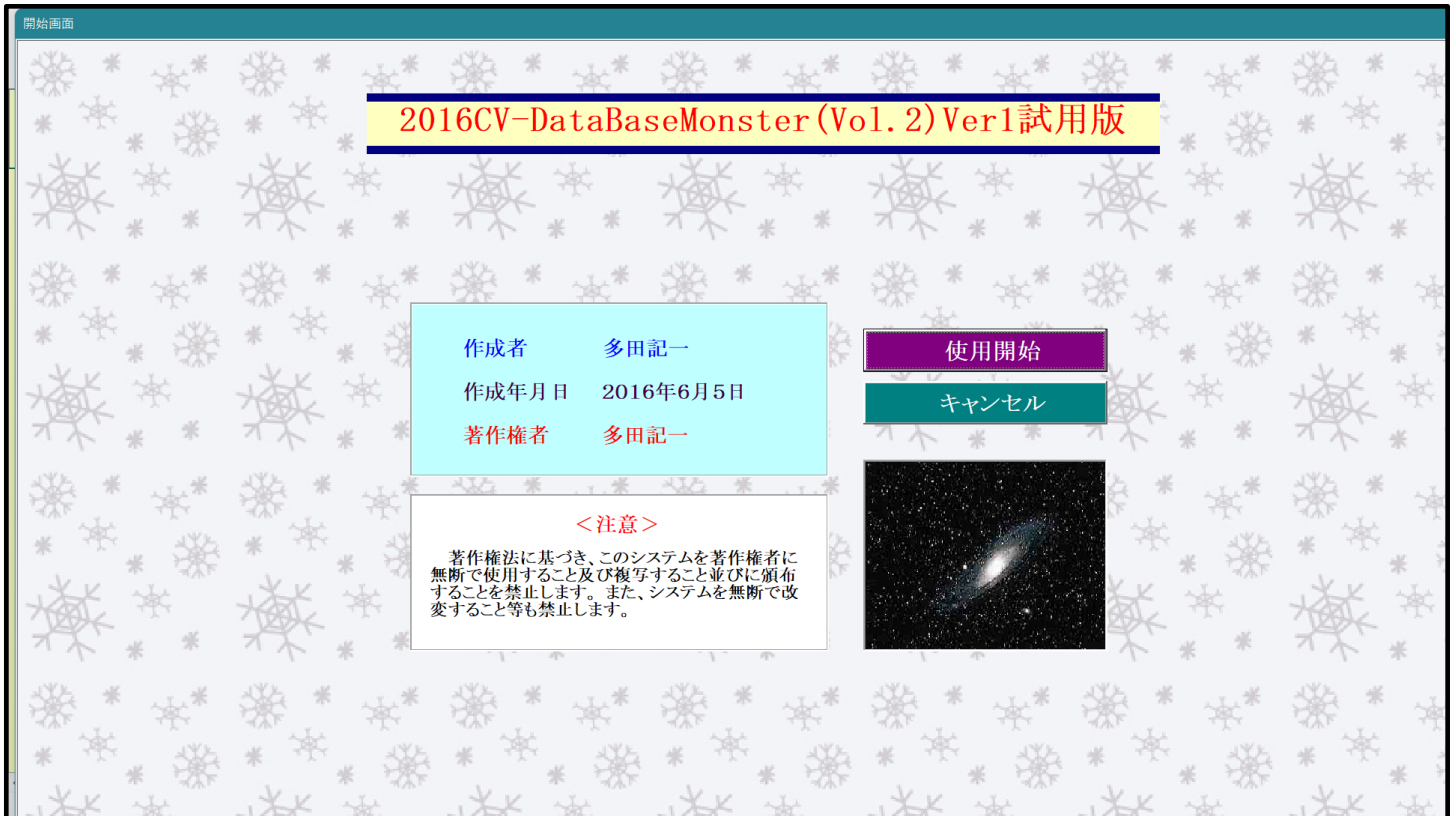 開始画面
2016CV-DataBaseMonster(Vol.2)Ver1試用版
作成者 多田記一
作成年月日 2016年6月5日
著作権者 多田記一
使用開始
キャンセル
＜注意＞
著作権法に基づき、このシステムを著作権者に
無断で使用すること及び複写すること並びに頒布
することを禁止します。また、システムを無断で改
変すること等も禁止します。